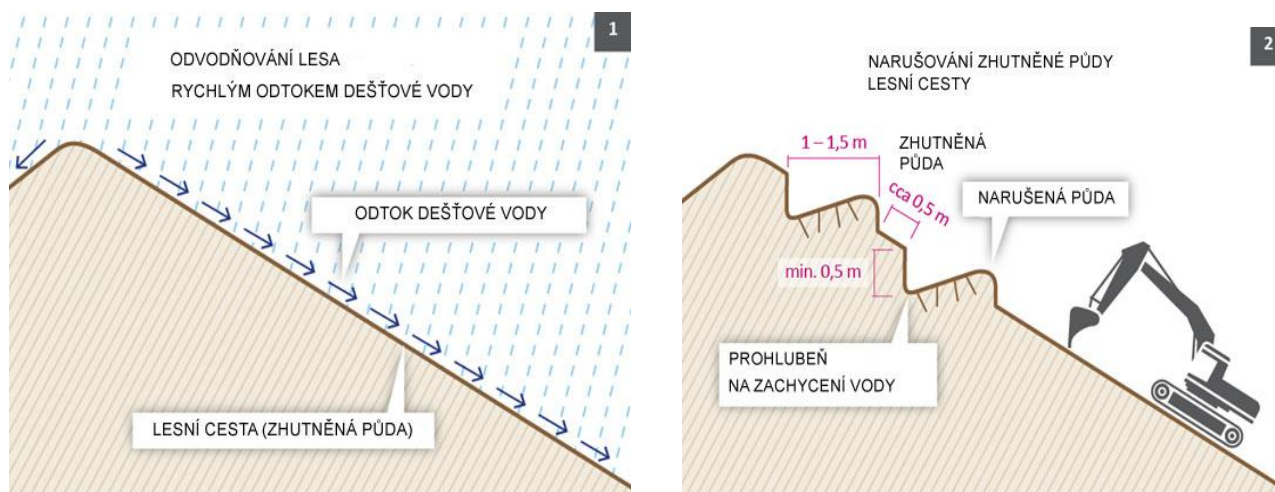 1
ODVODŇOVÁNÍ LESA
RYCHLÝM ODTOKEM DEŠŤOVÉ VODY
ODTOK DEŠŤOVÉ VODY
LESNÍ CESTA (ZHUTNĚNÁ PŮDA)
2
NARUŠOVÁNÍ ZHUTNĚNÉ PŮDY
LESNÍ CESTY
1 – 1,5 m
ZHUTNĚNÁ
PŮDA
cca 0,5 m
NARUŠENÁ PŮDA
min. 0,5 m
PROHLUBEŇ
NA ZACHYCENÍ VODY